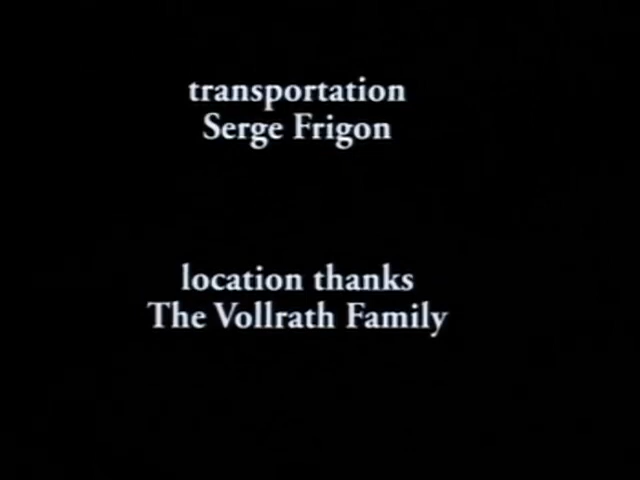 transportation
Serge Frigon
location thanks
The Vollrath Family